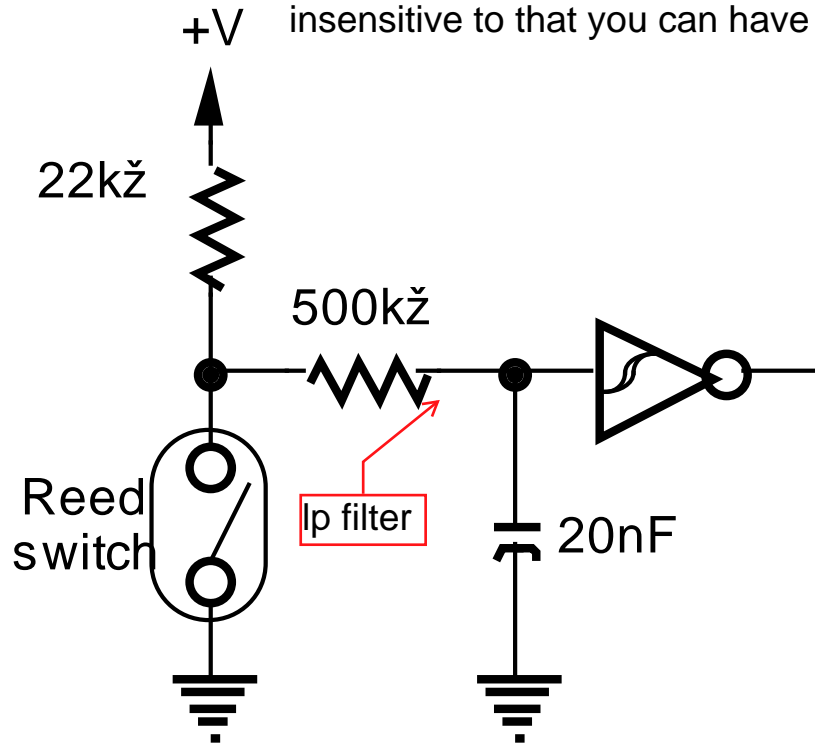 insensitive to that you can have
+V
22kž
500kž
Reed
switch
lp filter
20nF